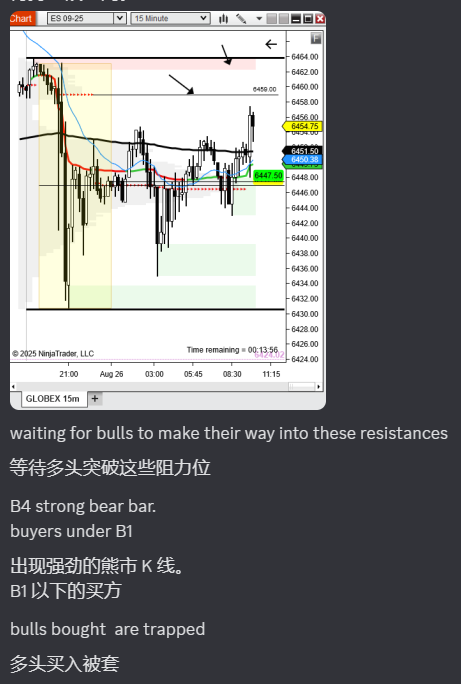 Chart ES 09-25 15 Minute
F
6464.00
6462.00
6460.00
6459.00
6458.00
6456.00
6454.75
6454.00
6451.50
6450.38
6448.00
6447.50
6446.00
6444.00
6442.00
6440.00
6438.00
6436.00
6434.00
6432.00
6430.00
6428.00
6426.00
Time remaining = 00:13:56
© 2025 NinjaTrader, LLC
6424.02
6424.00
21:00 Aug 26 03:00 05:45 08:30 11:15
GLOBEX 15m +
waiting for bulls to make their way into these resistances
等待多头突破这些阻力位
B4 strong bear bar.
buyers under B1
出现强劲的熊市 K 线。
B1 以下的买方
bulls bought are trapped
多头买入被套